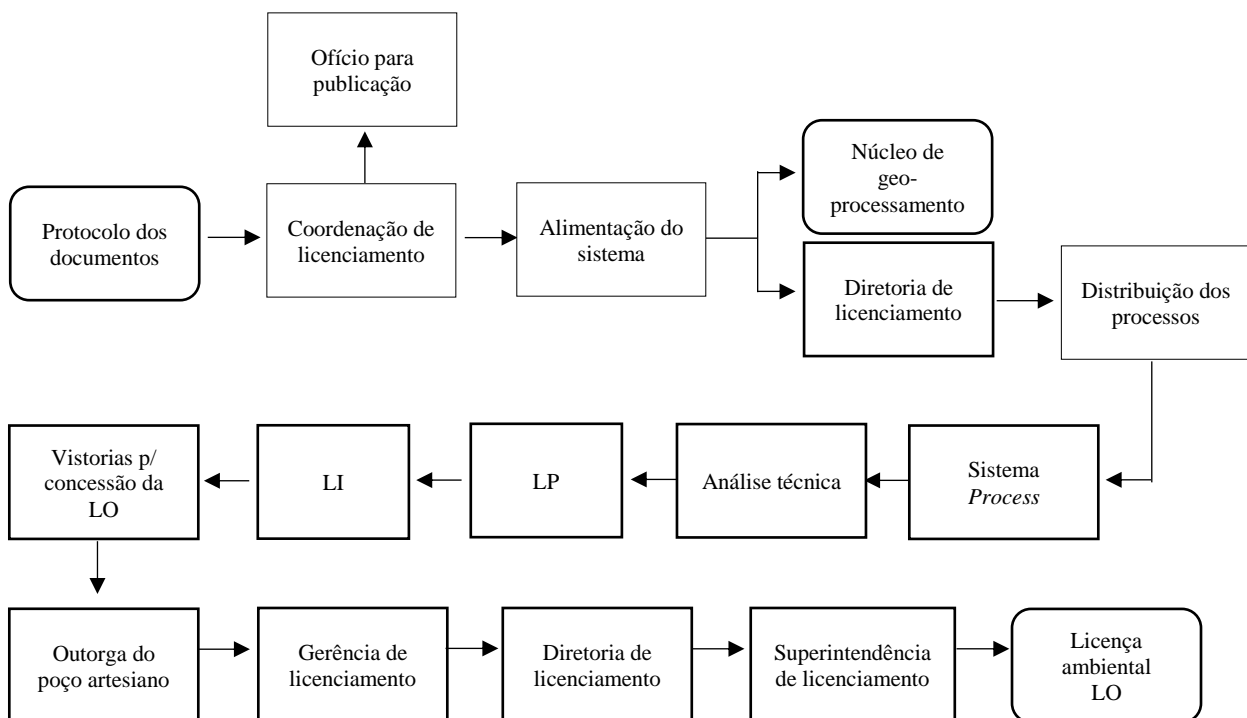 Ofício para
publicação
Núcleo de
geo-
processamento
Protocolo dos
documentos
Coordenação de
licenciamento
Alimentação do
sistema
Diretoria de
licenciamento
Distribuição dos
processos
Vistorias p/
concessão da
LO
LI
LP
Análise técnica
Sistema
Process
Outorga do
poço artesiano
Gerência de
licenciamento
Diretoria de
licenciamento
Superintendência
de licenciamento
Licença
ambiental
LO